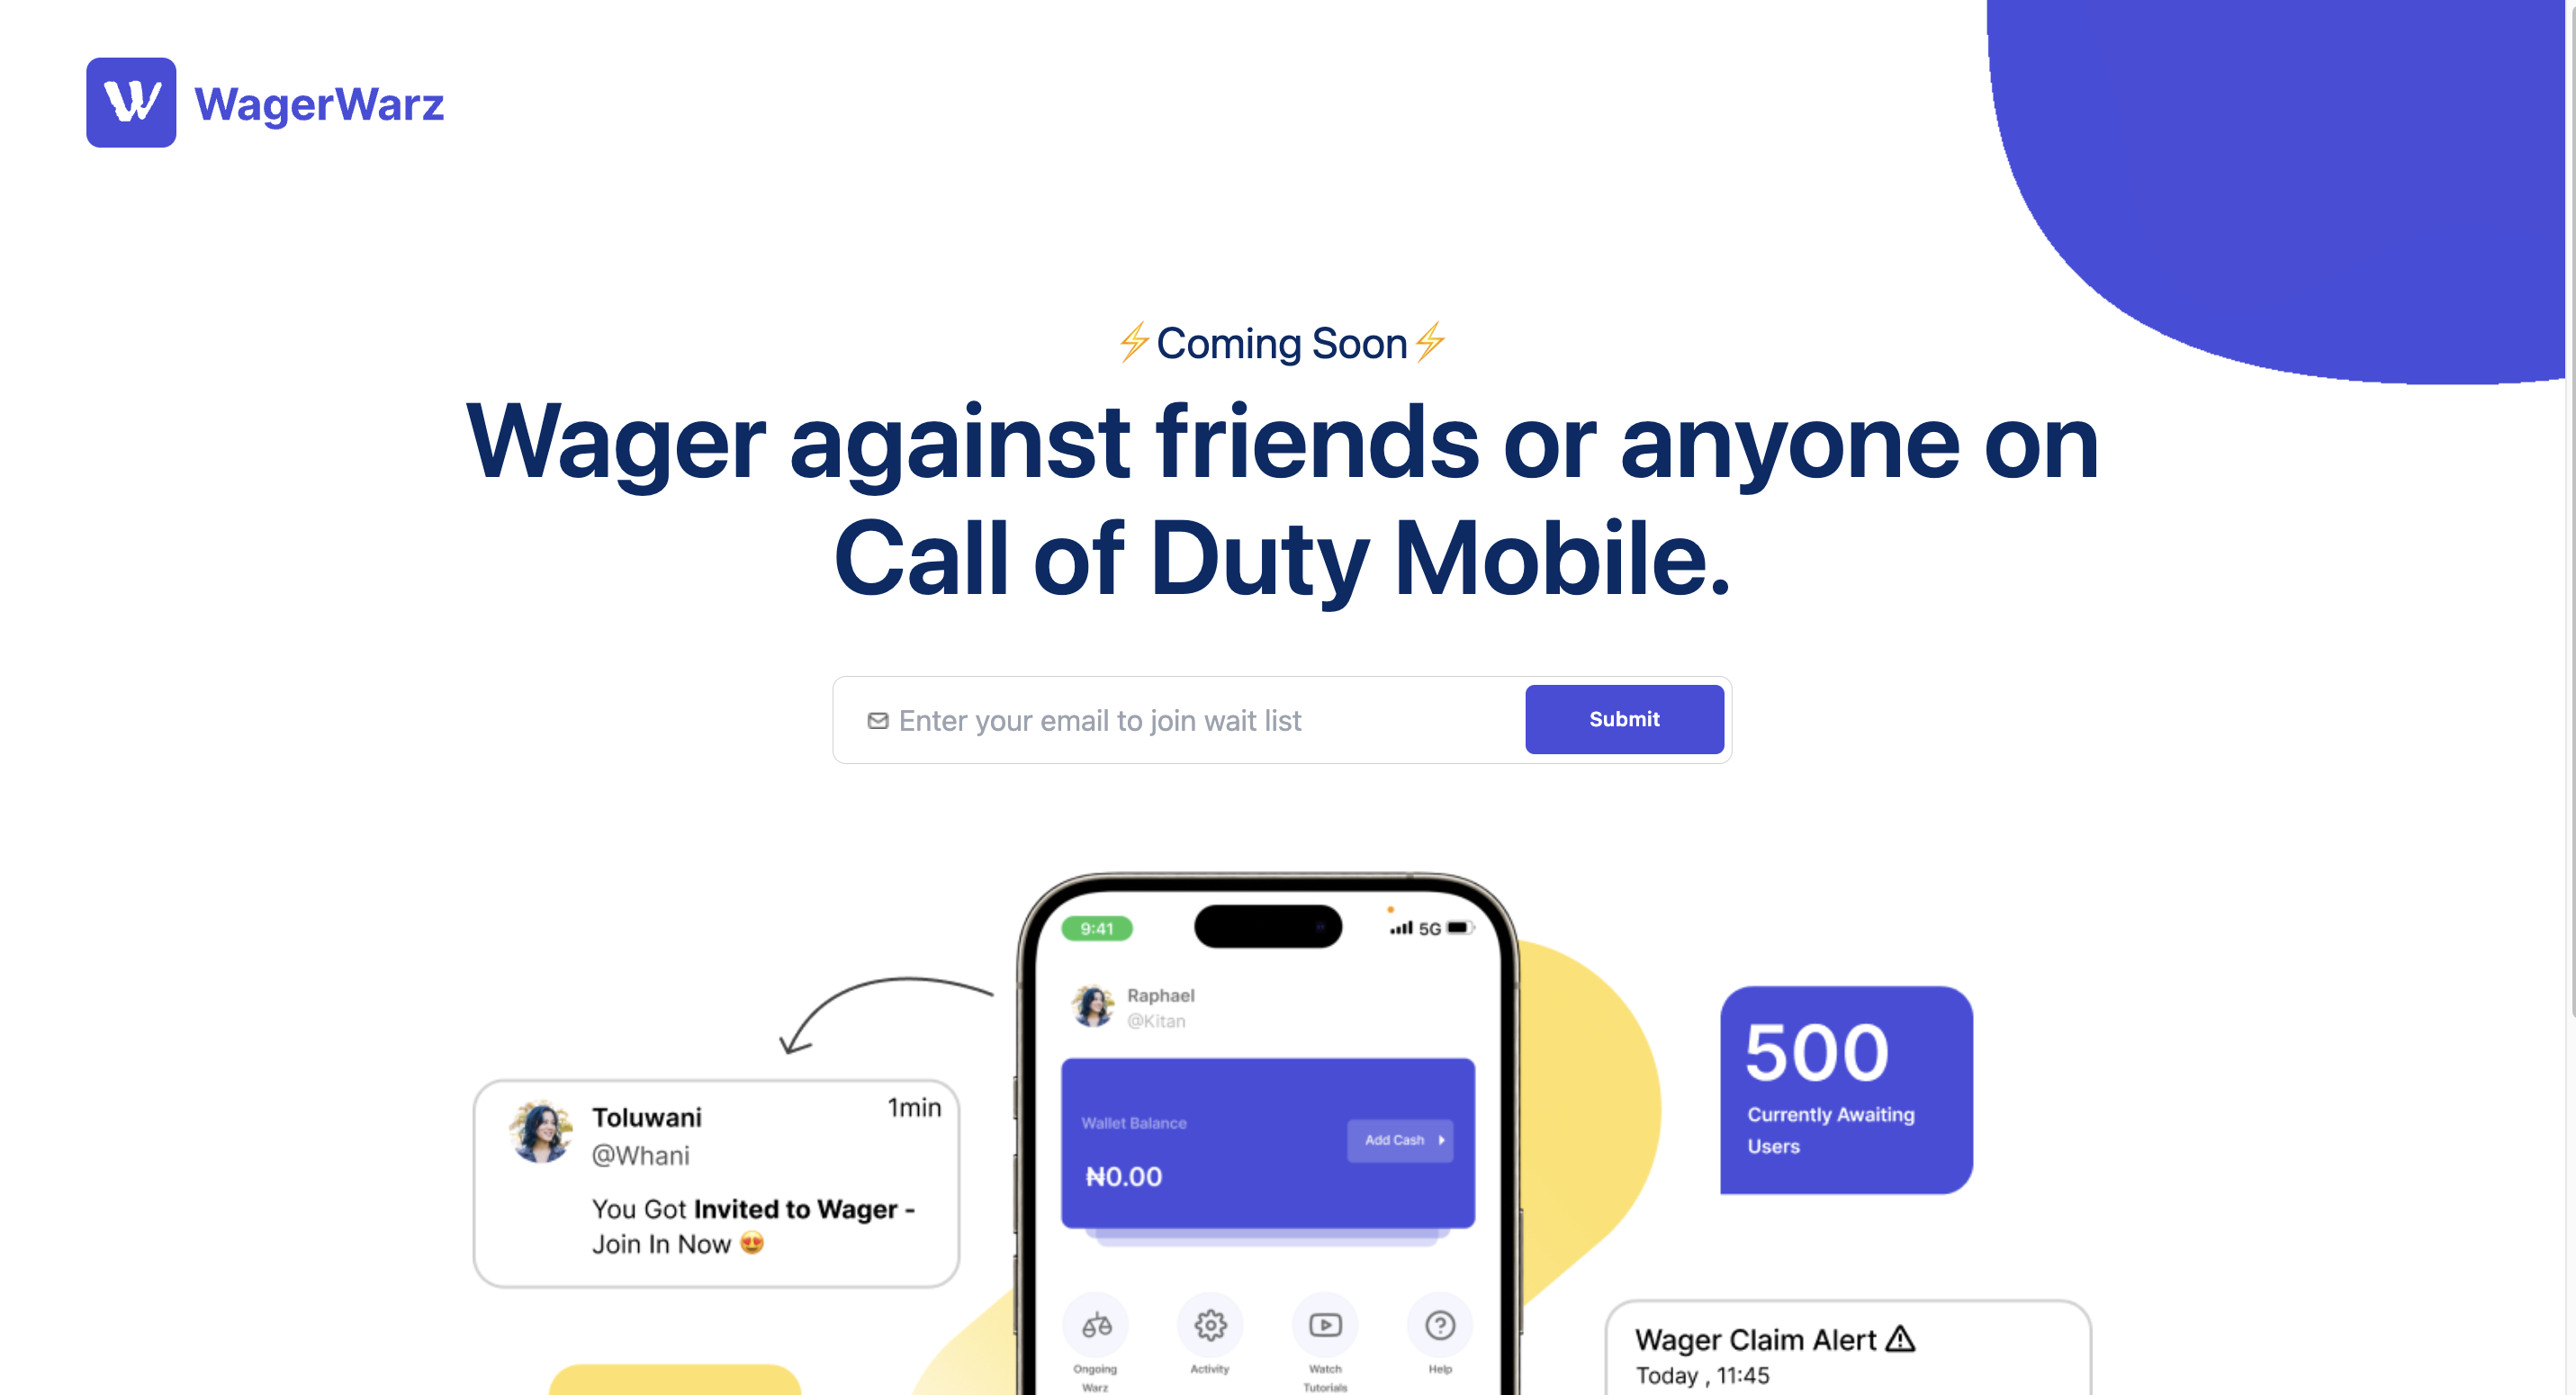 WagerWarz
⚡Coming Soon⚡
Wager against friends or anyone on
Call of Duty Mobile.
Enter your email to join wait list
Submit
9:41
5G
Raphael
@Kitan
Wallet Balance
Add Cash
₦0.00
Ongoing
Warz
Activity
Watch
Tutorials
Help
Toluwani
1min
@Whani
You Got Invited to Wager -
Join In Now 😍
500
Currently Awaiting
Users
Wager Claim Alert ⚠
Today , 11:45